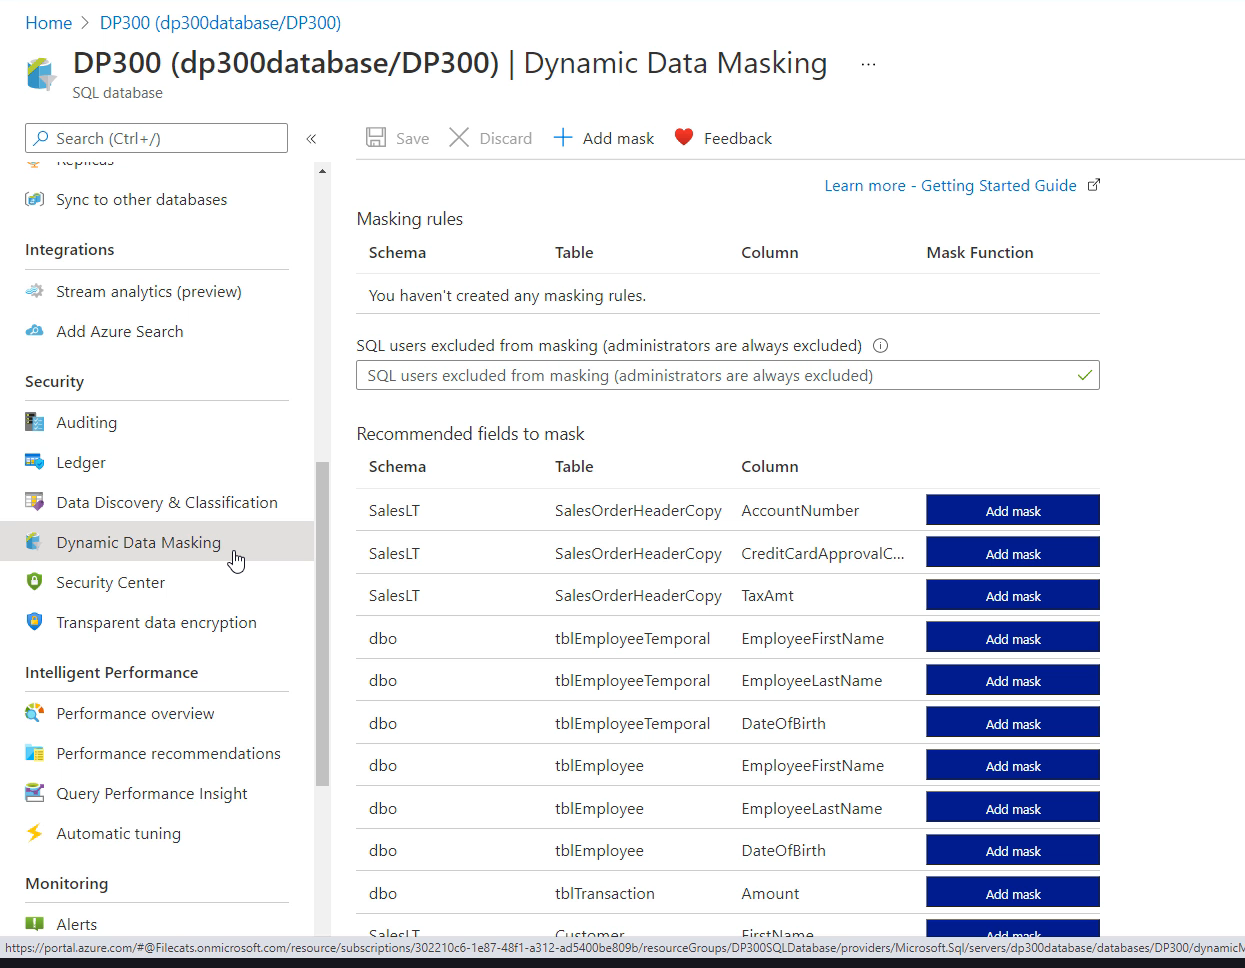 Home > DP300 (dp300database/DP300)
DP300 (dp300database/DP300) | Dynamic Data Masking ...
SQL database
Search (Ctrl+/) «
Save Discard Add mask Feedback
Replicas
Sync to other databases
Integrations
Stream analytics (preview)
Add Azure Search
Security
Auditing
Ledger
Data Discovery & Classification
Dynamic Data Masking
Security Center
Transparent data encryption
Intelligent Performance
Performance overview
Performance recommendations
Query Performance Insight
Automatic tuning
Monitoring
Alerts
Learn more - Getting Started Guide
Masking rules
Schema Table Column Mask Function
You haven't created any masking rules.
SQL users excluded from masking (administrators are always excluded)
SQL users excluded from masking (administrators are always excluded)
Recommended fields to mask
Schema Table Column
SalesLT SalesOrderHeaderCopy AccountNumber Add mask
SalesLT SalesOrderHeaderCopy CreditCardApprovalC... Add mask
SalesLT SalesOrderHeaderCopy TaxAmt Add mask
dbo tblEmployeeTemporal EmployeeFirstName Add mask
dbo tblEmployeeTemporal EmployeeLastName Add mask
dbo tblEmployeeTemporal DateOfBirth Add mask
dbo tblEmployee EmployeeFirstName Add mask
dbo tblEmployee EmployeeLastName Add mask
dbo tblEmployee DateOfBirth Add mask
dbo tblTransaction Amount Add mask
SalesLT Customer FirstName Add mask
https://portal.azure.com/#@Filecats.onmicrosoft.com/resource/subscriptions/302210c6-1e87-48f1-a312-ad5400be809b/resourceGroups/DP300SQLDatabase/providers/Microsoft.Sql/servers/dp300database/databases/DP300/dynamicM